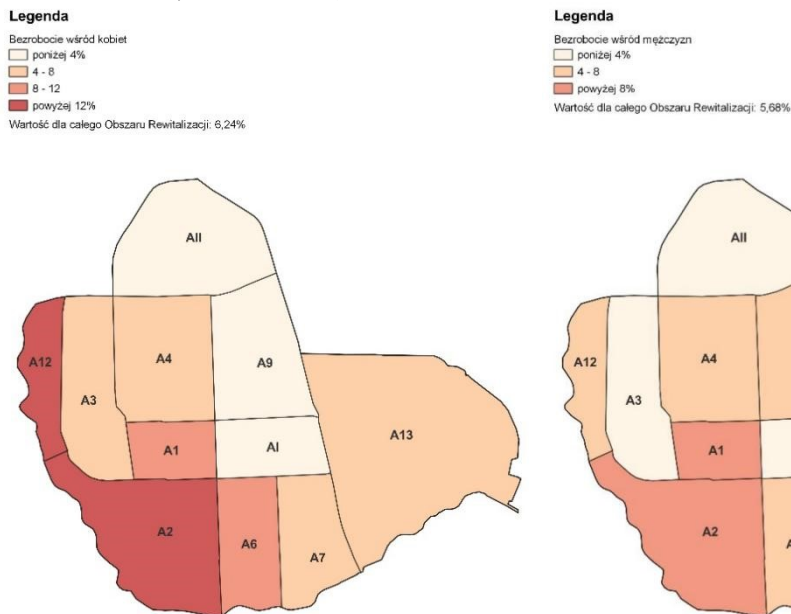 Legenda
Bezrobocie wśród kobiet
poniżej 4%
4 - 8
8 - 12
powyżej 12%
Wartość dla całego Obszaru Rewitalizacji: 6,24%
AII
A12
A4
A9
A3
A13
A1
AI
A2
A6
A7
Legenda
Bezrobocie wśród mężczyzn
poniżej 4%
4 - 8
powyżej 8%
Wartość dla całego Obszaru Rewitalizacji: 5,68%
AII
A12
A4
A3
A1
A2